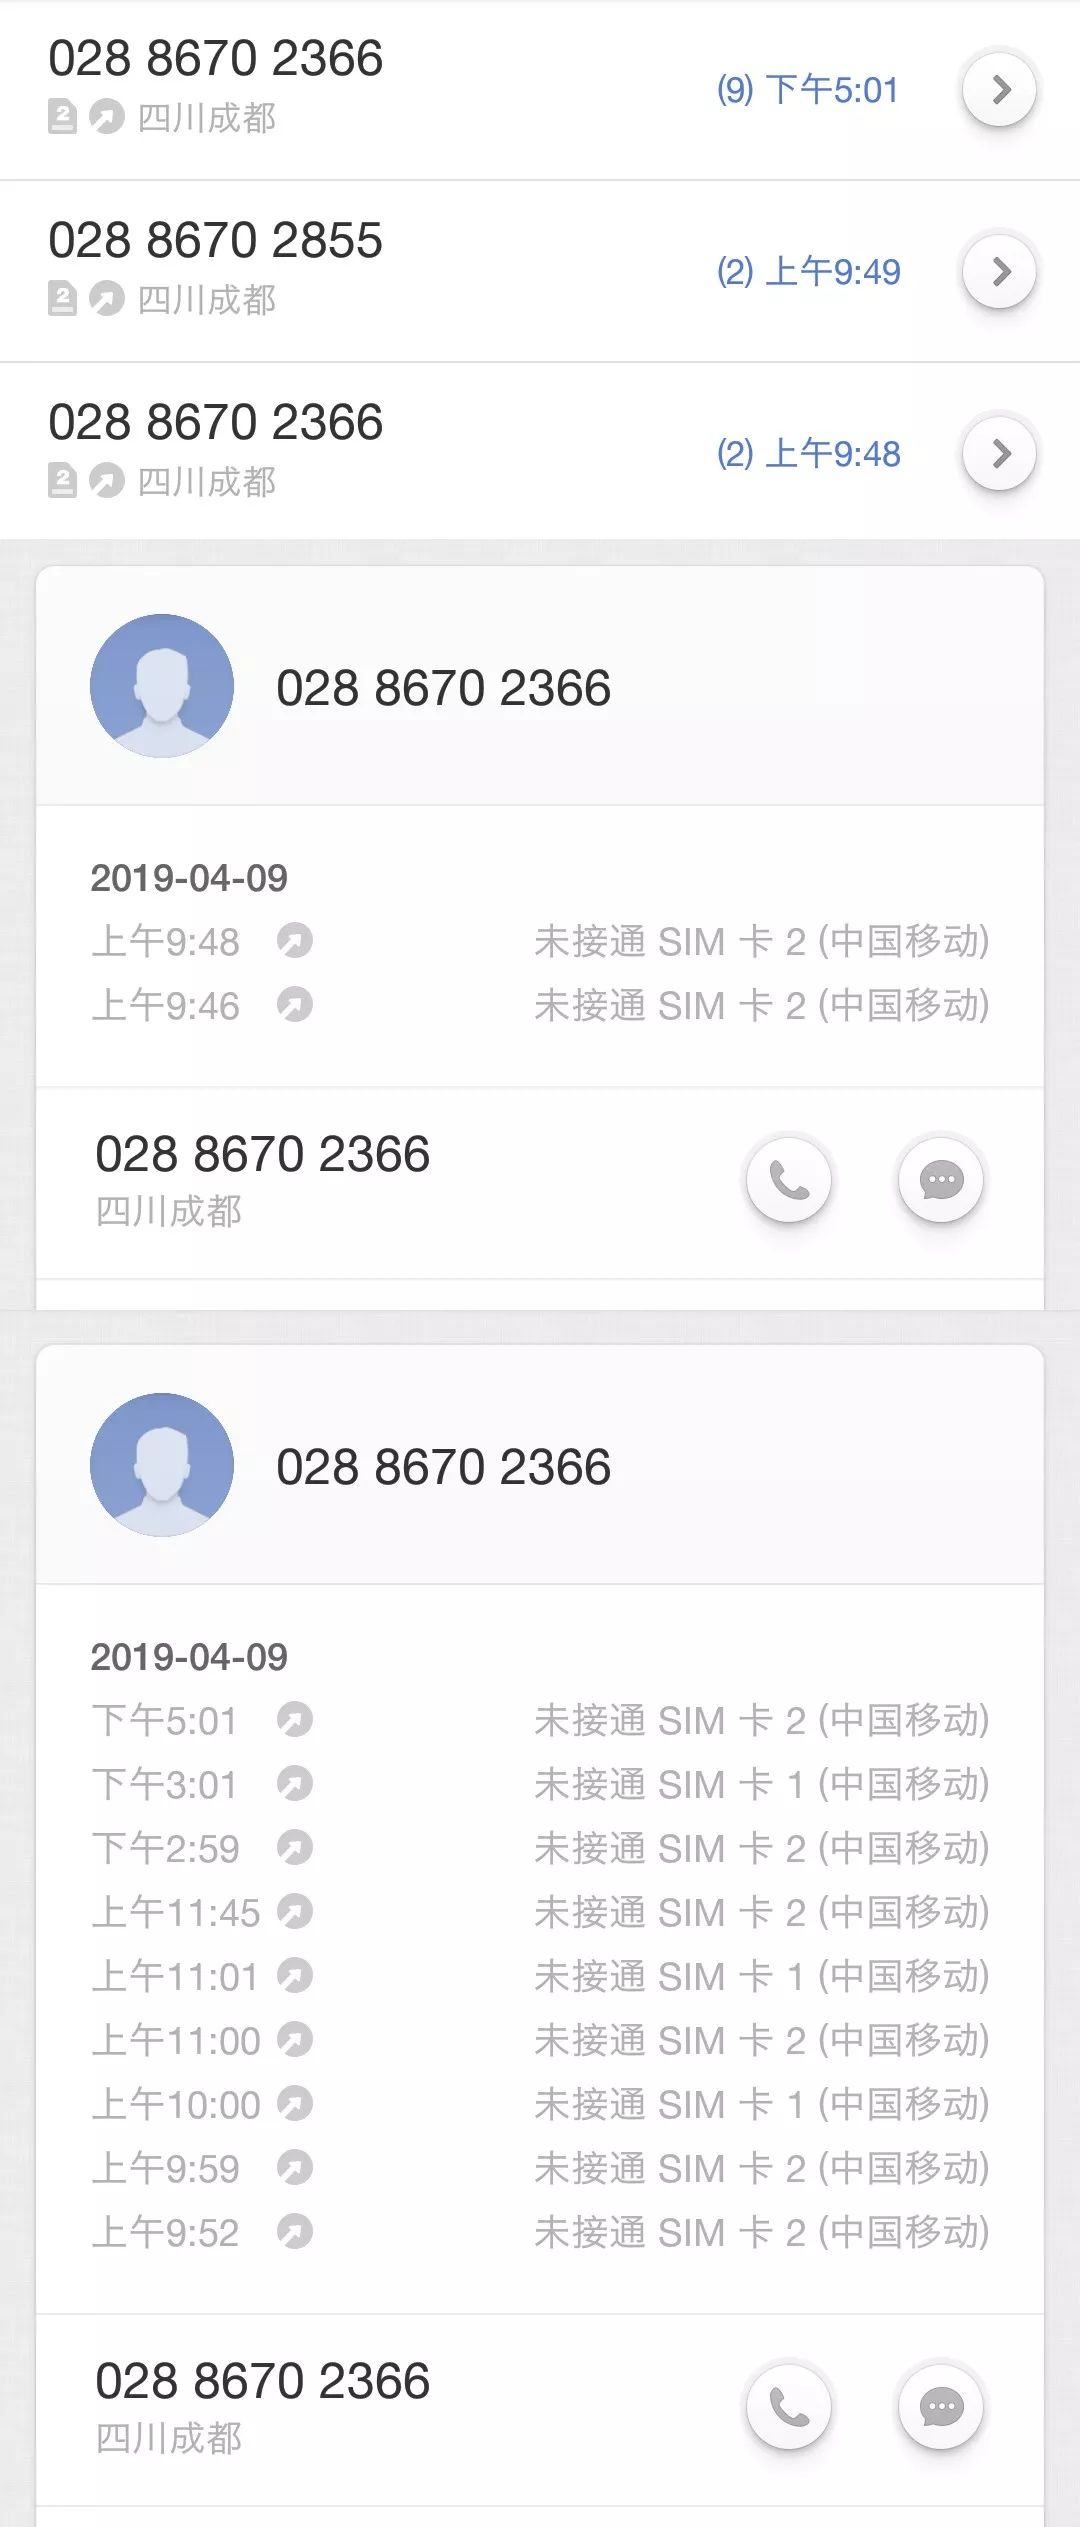 028 8670 2366
2 四川成都
(9) 下午5:01
028 8670 2855
2 四川成都
(2) 上午9:49
028 8670 2366
2 四川成都
(2) 上午9:48
028 8670 2366
2019-04-09
上午9:48 未接通 SIM 卡 2 (中国移动)
上午9:46 未接通 SIM 卡 2 (中国移动)
028 8670 2366
四川成都
028 8670 2366
2019-04-09
下午5:01 未接通 SIM 卡 2 (中国移动)
下午3:01 未接通 SIM 卡 1 (中国移动)
下午2:59 未接通 SIM 卡 2 (中国移动)
上午11:45 未接通 SIM 卡 2 (中国移动)
上午11:01 未接通 SIM 卡 1 (中国移动)
上午11:00 未接通 SIM 卡 2 (中国移动)
上午10:00 未接通 SIM 卡 1 (中国移动)
上午9:59 未接通 SIM 卡 2 (中国移动)
上午9:52 未接通 SIM 卡 2 (中国移动)
028 8670 2366
四川成都